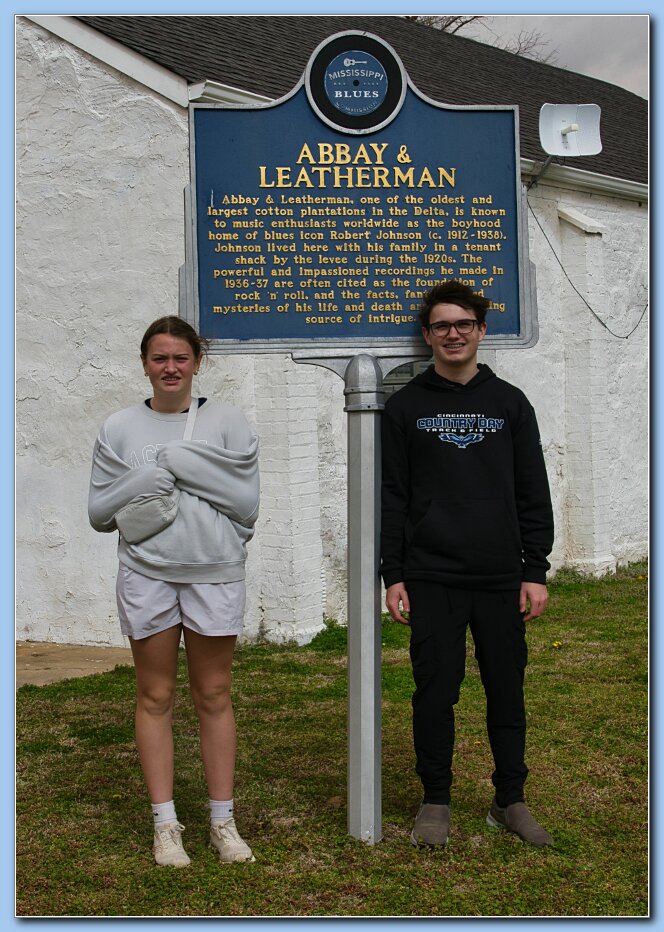 MISSISSIPPI
BLUES
ABBAY &
LEATHERMAN
Abbay & Leatherman, one of the oldest and
largest cotton plantations in the Delta, is known
to music enthusiasts worldwide as the boyhood
home of blues icon Robert Johnson (c. 1912-1938).
Johnson lived here with his family in a tenant
shack by the levee during the 1920s. The
powerful and impassioned recordings he made in
1936-37 are often cited as the foundation of
rock 'n' roll, and the facts,
mysteries of his life and death
source of intrigue.
CINCINNATI
COUNTRY DAY
TRACK & FIELD